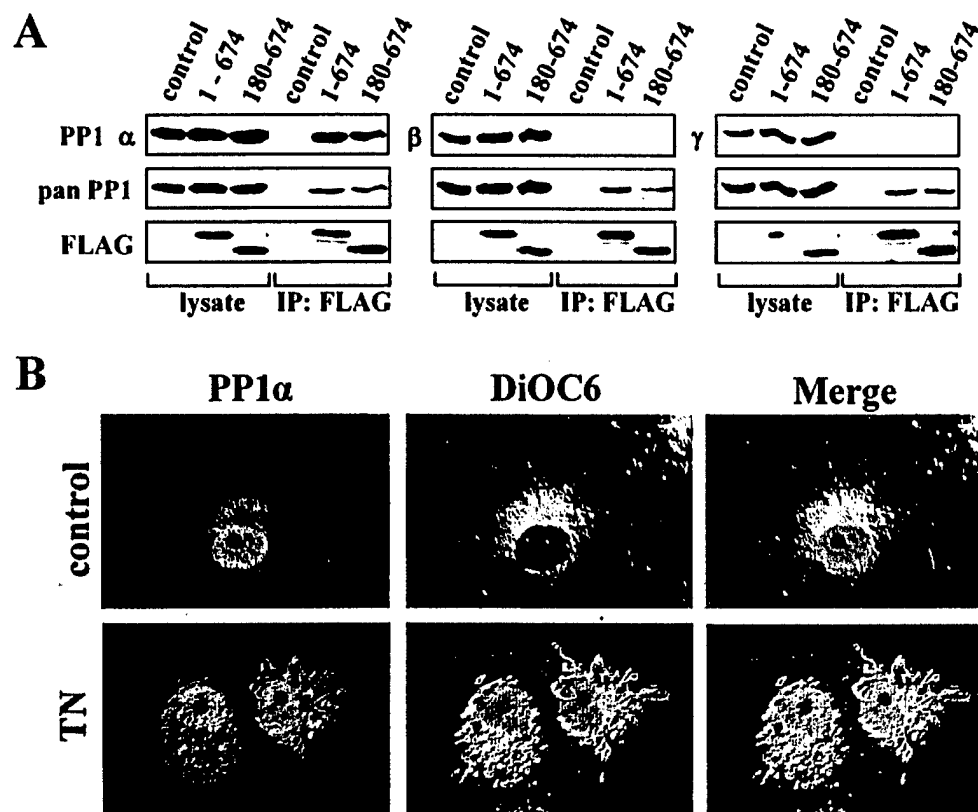 A
control 1 - 674 180-674 control 1-674 180-674 control 1-674 180-674 control 1-674 180-674 control 1-674 180-674 control 1-674 180-674
PP1 α β γ
pan PP1
FLAG
lysate IP: FLAG lysate IP: FLAG lysate IP: FLAG
B
PP1α DiOC6 Merge
control
TN